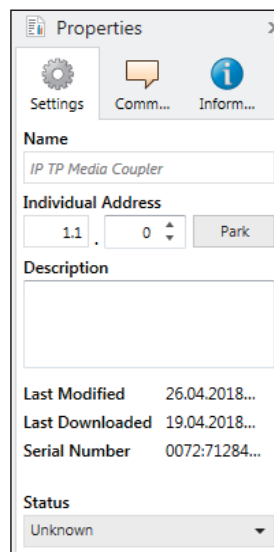 Properties
Settings Comm... Inform...
Name
IP TP Media Coupler
Individual Address
1.1 . 0 Park
Description
Last Modified 26.04.2018...
Last Downloaded 19.04.2018...
Serial Number 0072:71284...
Status
Unknown